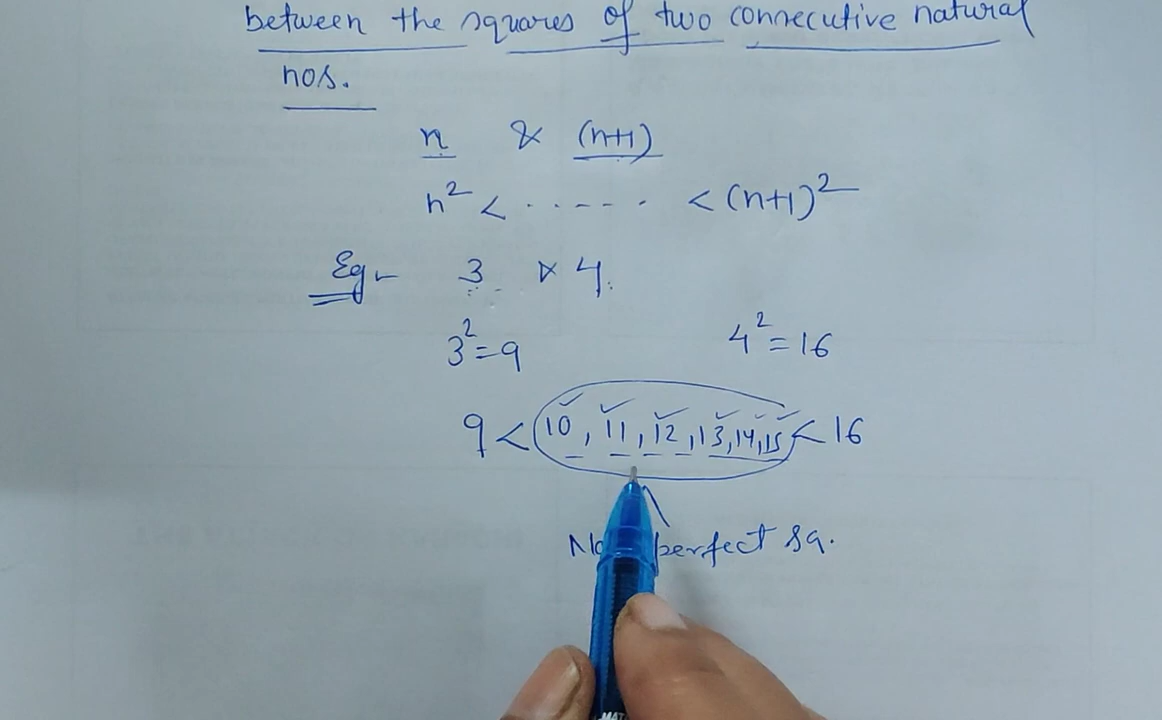 between the squares of two consecutive natural
nos.
n & (n+1)
n² < ..... < (n+1)²
Eg- 3 & 4.
3²=9 4²=16
9 < 10, 11, 12, 13, 14, 15 < 16
perfect sq.